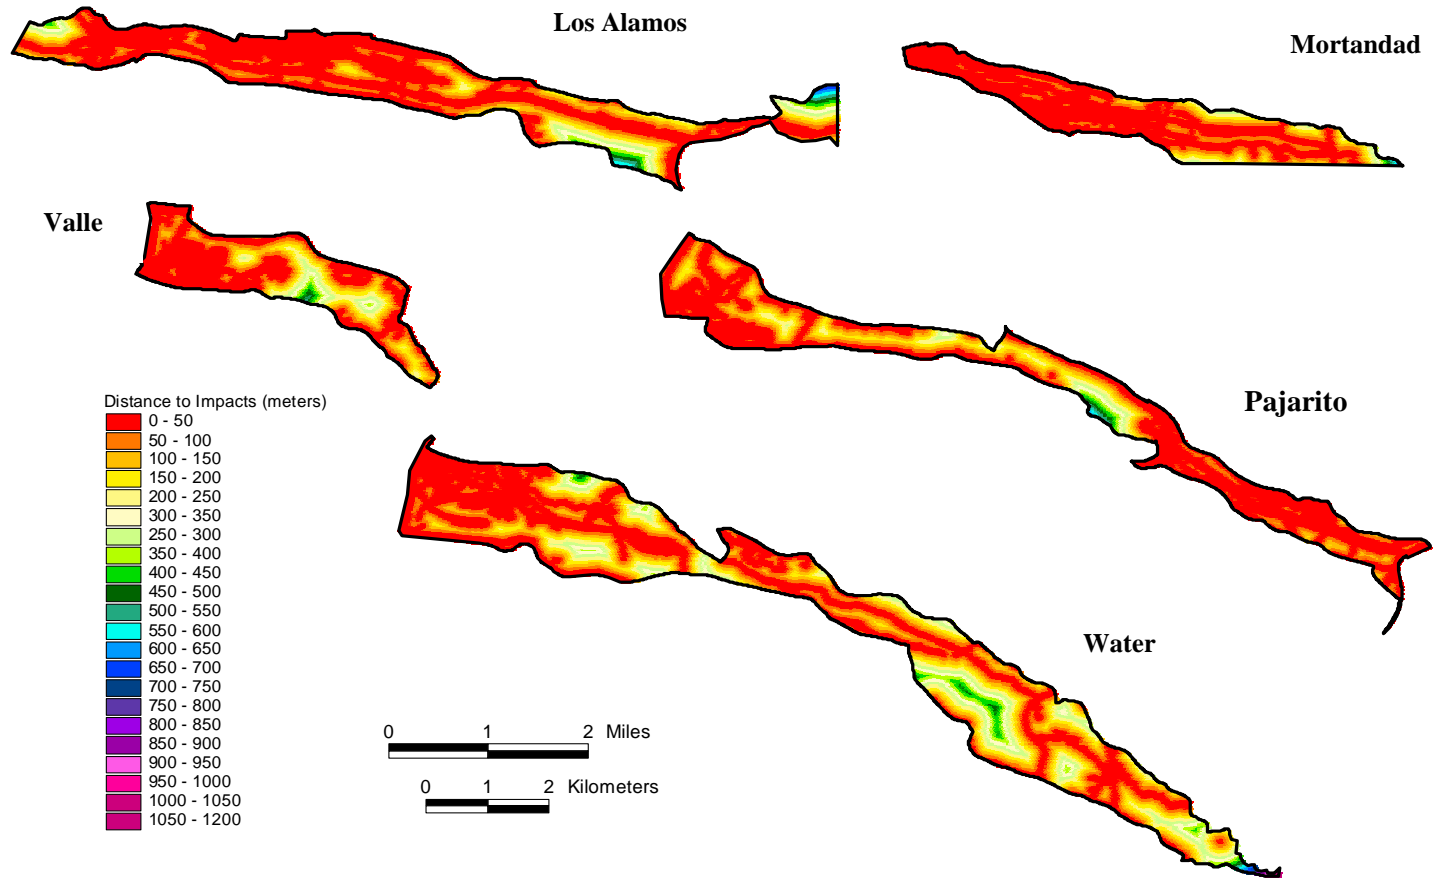 Los Alamos
Mortandad
Valle
Pajarito
Distance to Impacts (meters)
0 - 50
50 - 100
100 - 150
150 - 200
200 - 250
300 - 350
250 - 300
350 - 400
400 - 450
450 - 500
500 - 550
550 - 600
600 - 650
650 - 700
700 - 750
750 - 800
800 - 850
850 - 900
900 - 950
950 - 1000
1000 - 1050
1050 - 1200
Water
0 1 2 Miles
0 1 2 Kilometers